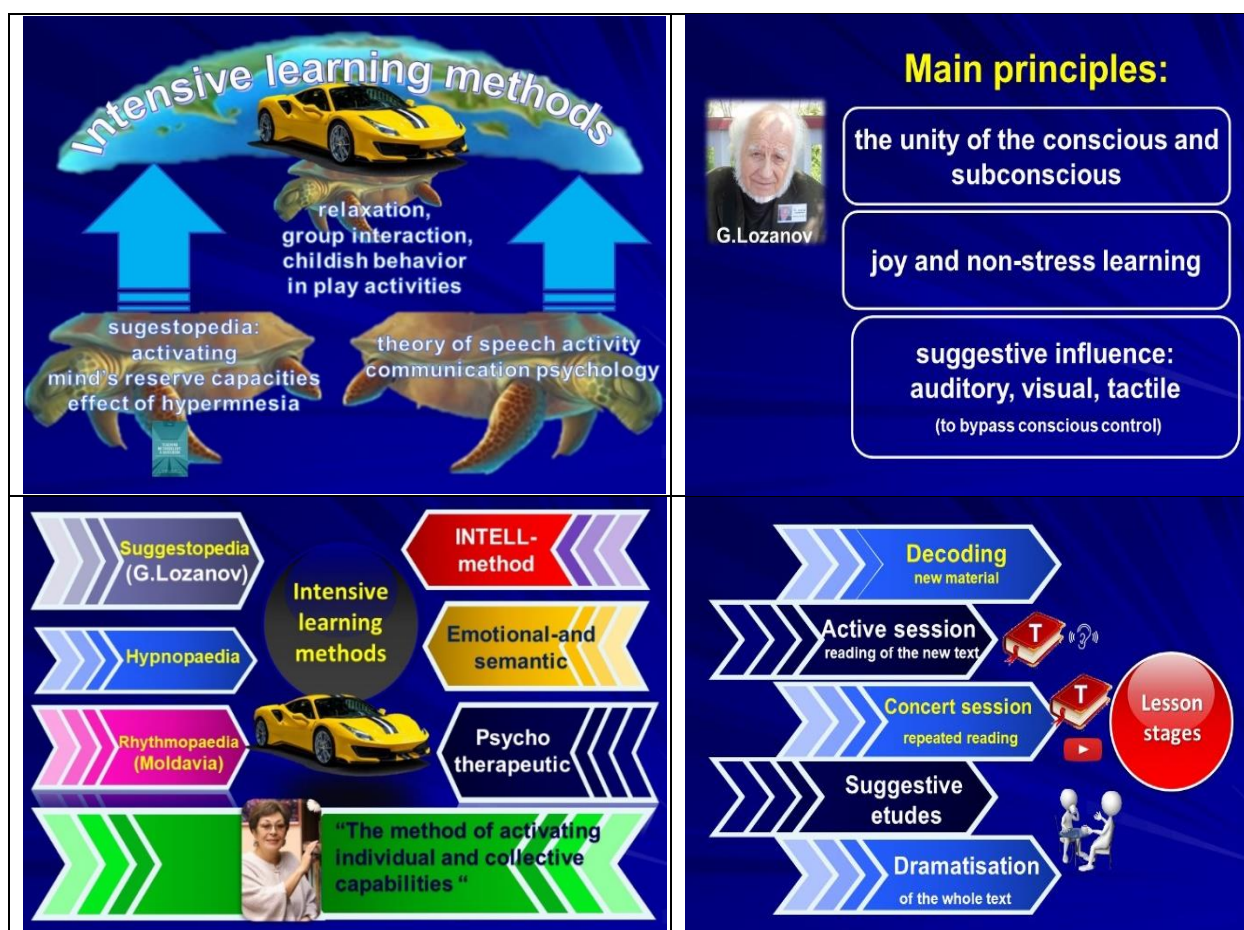 Intensive learning methods
relaxation,
group interaction,
childish behavior
in play activities
sugestopedia:
activating
mind's reserve capacities
effect of hypermnesia
theory of speech activity
communication psychology
Main principles:
G.Lozanov
the unity of the conscious and
subconscious
joy and non-stress learning
suggestive influence:
auditory, visual, tactile
(to bypass conscious control)
Suggestopedia
(G.Lozanov)
Hypnopaedia
Rhythmopaedia
(Moldavia)
Intensive
learning
methods
INTELL-
method
Emotional-and
semantic
Psycho
therapeutic
"The method of activating
individual and collective
capabilities "
Decoding
new material
Active session
reading of the new text
T
Concert session
repeated reading
T
Suggestive
etudes
Dramatisation
of the whole text
Lesson
stages